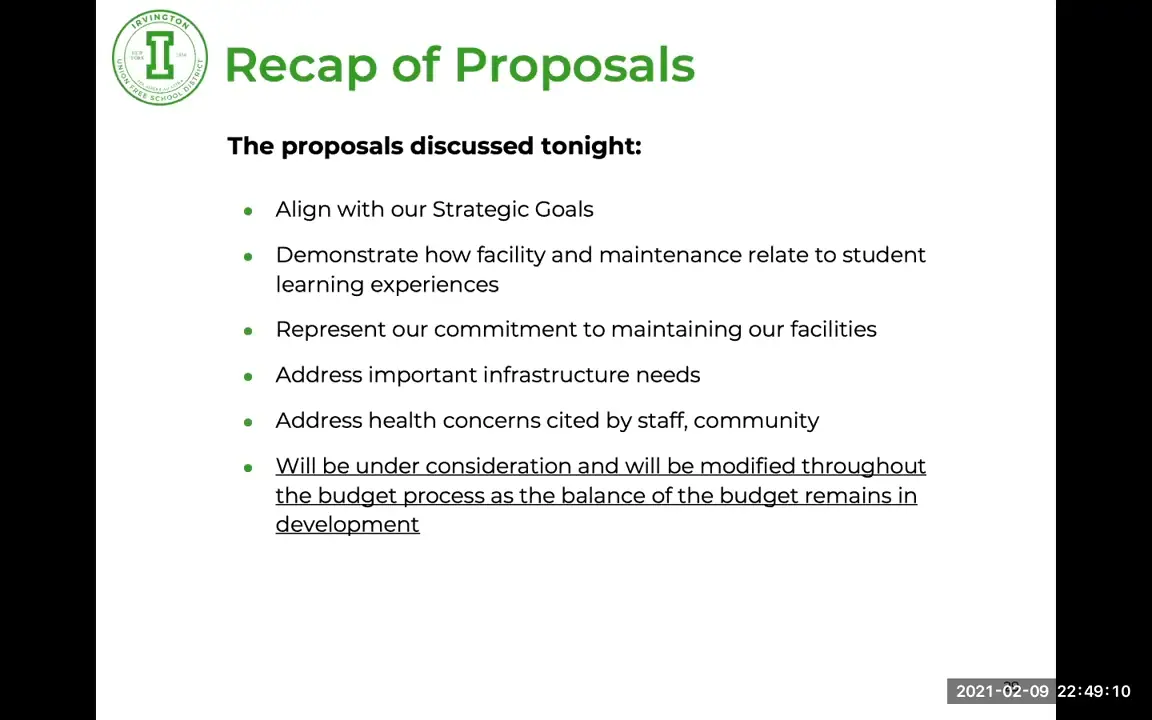 IRVINGTON
I
UNION FREE SCHOOL DISTRICT
Recap of Proposals
The proposals discussed tonight:
• Align with our Strategic Goals
• Demonstrate how facility and maintenance relate to student
learning experiences
• Represent our commitment to maintaining our facilities
• Address important infrastructure needs
• Address health concerns cited by staff, community
• Will be under consideration and will be modified throughout
the budget process as the balance of the budget remains in
development
2021-02-09 22:49:10